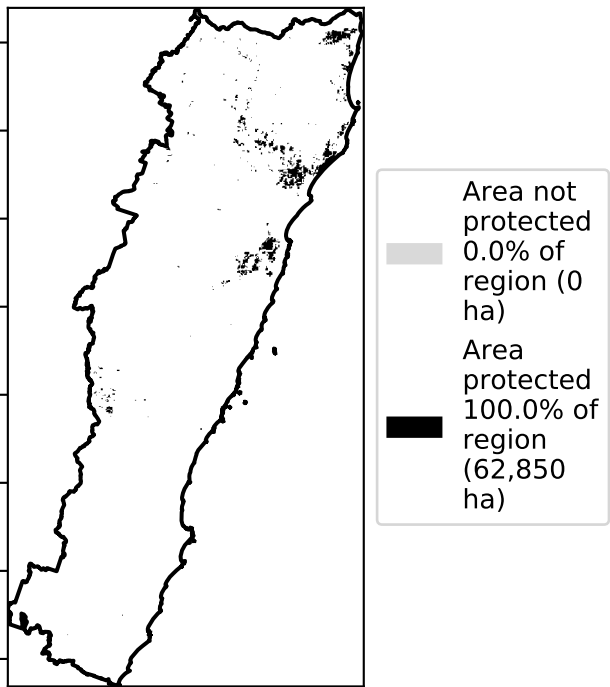 Area not
protected
0.0% of
region (0
ha)
Area
protected
100.0% of
region
(62,850
ha)